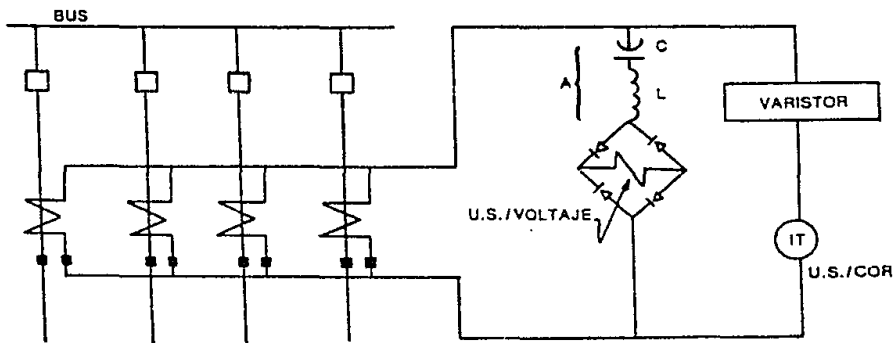 BUS
C
A
L
VARISTOR
U.S./VOLTAJE
IT
U.S./COR